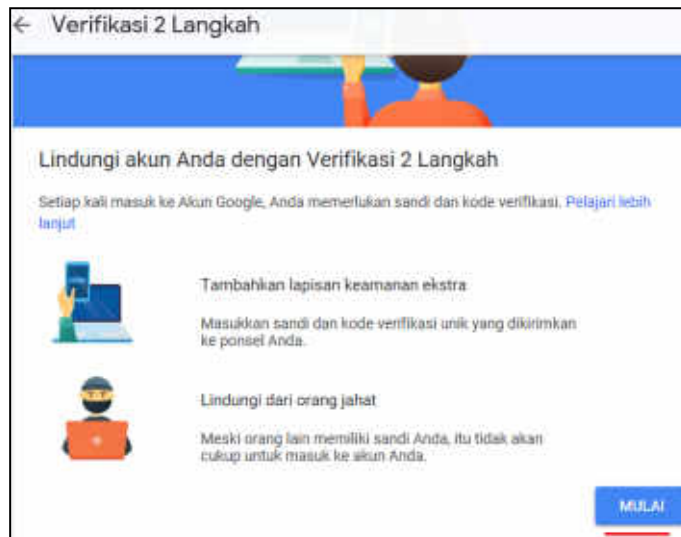 Verifikasi 2 Langkah
Lindungi akun Anda dengan Verifikasi 2 Langkah
Setiap kali masuk ke Akun Google, Anda memerlukan sandi dan kode verifikasi. Pelajari lebih
lanjut
Tambahkan lapisan keamanan ekstra
Masukkan sandi dan kode verifikasi unik yang dikirimkan
ke ponsel Anda.
Lindungi dari orang jahat
Meski orang lain memiliki sandi Anda, itu tidak akan
cukup untuk masuk ke akun Anda.
MULAI